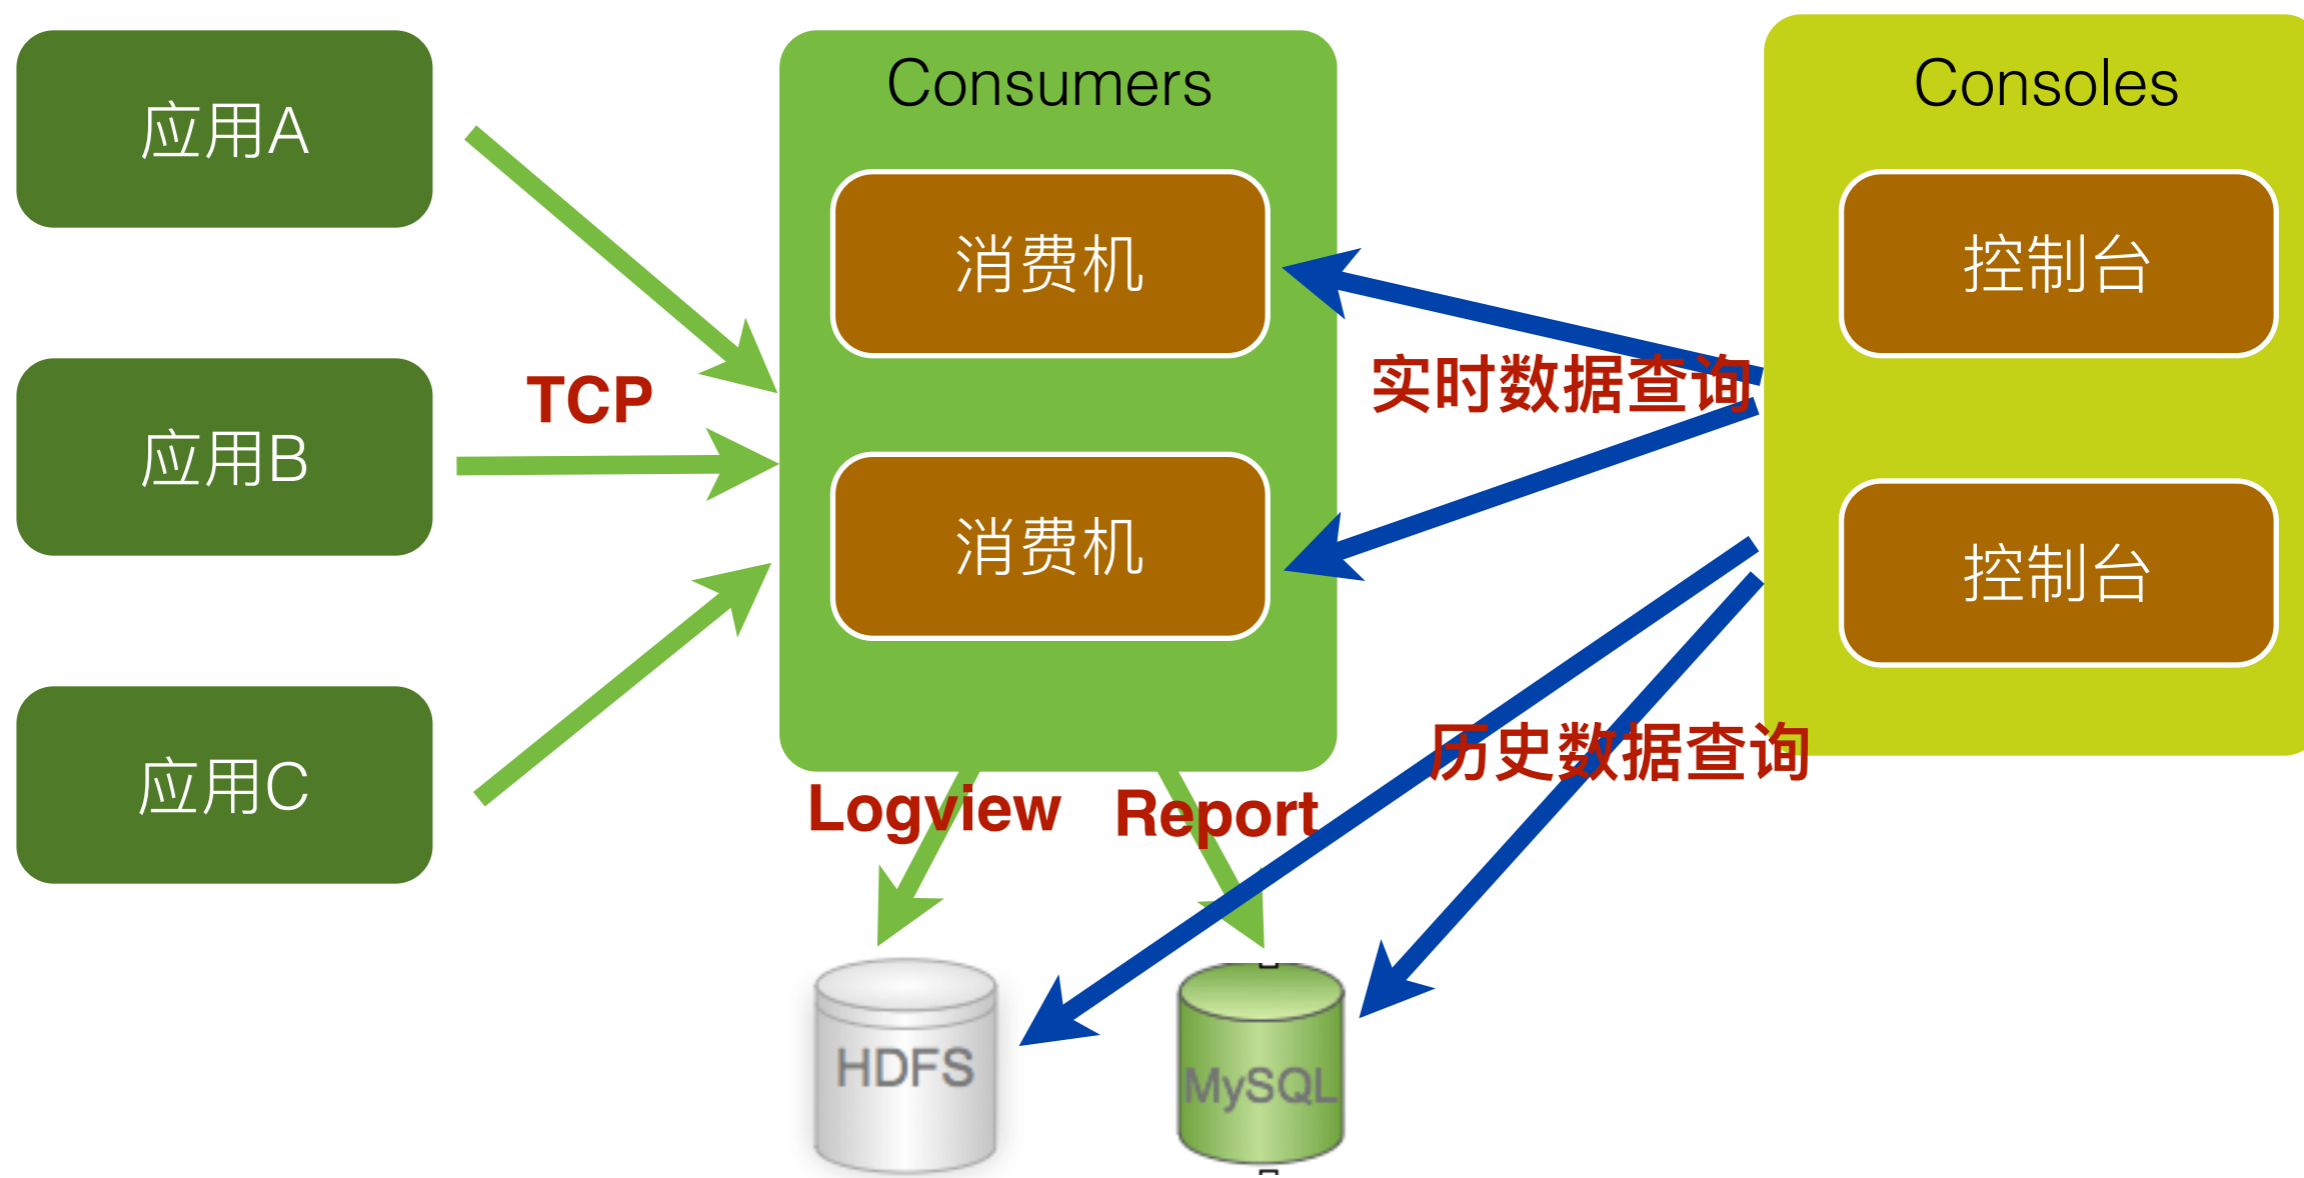 应用A
应用B
应用C
TCP
Consumers
消费机
消费机
Logview
Report
HDFS
MySQL
实时数据查询
历史数据查询
Consoles
控制台
控制台